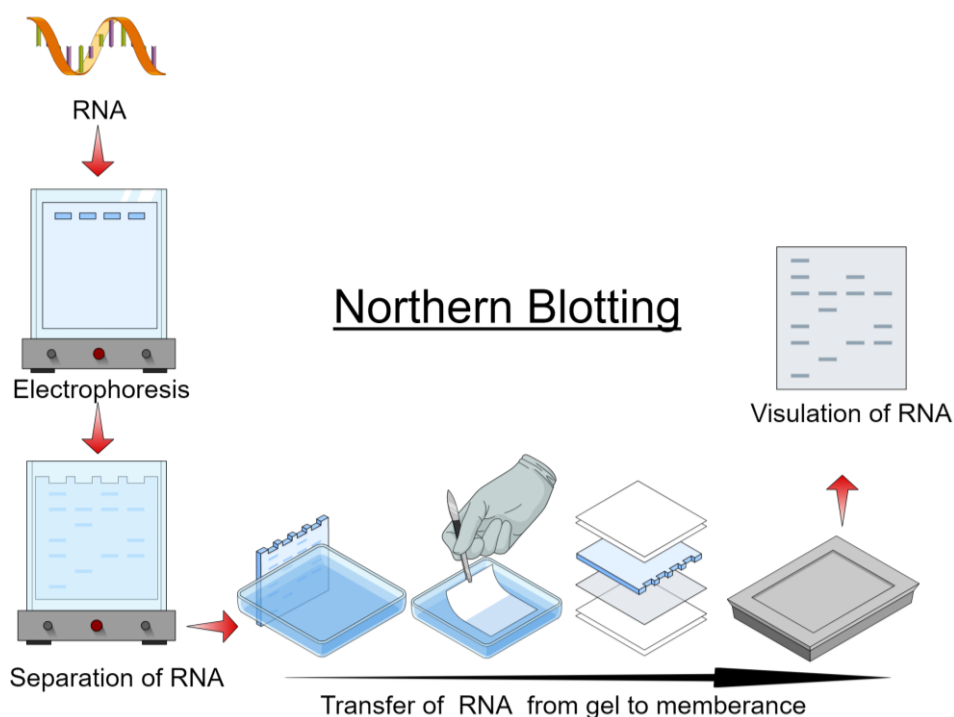 RNA
Electrophoresis
Separation of RNA
Northern Blotting
Transfer of RNA from gel to memberance
Visulation of RNA